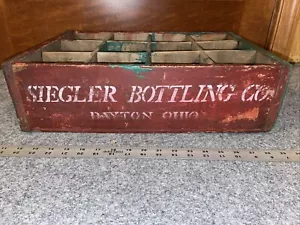 SIEGLER BOTTLING CO.
DAYTON, OHIO